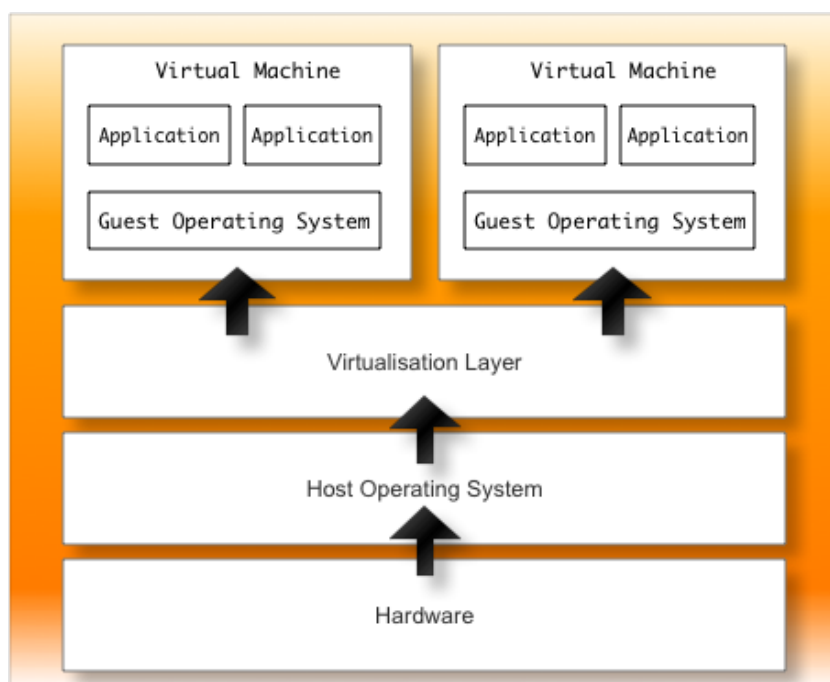 Virtual Machine
Virtual Machine
Application
Application
Application
Application
Guest Operating System
Guest Operating System
Virtualisation Layer
Host Operating System
Hardware